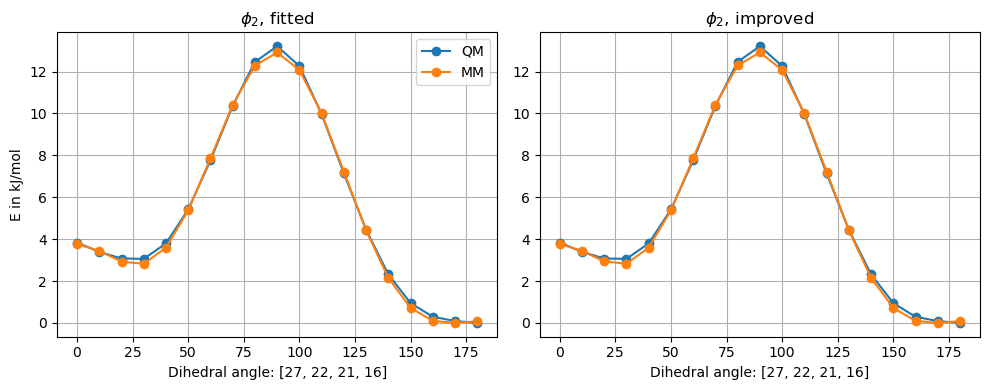 ϕ₂, fitted
QM
MM
12
10
8
6
4
2
0
E in kJ/mol
0 25 50 75 100 125 150 175
Dihedral angle: [27, 22, 21, 16]
ϕ₂, improved
12
10
8
6
4
2
0
0 25 50 75 100 125 150 175
Dihedral angle: [27, 22, 21, 16]